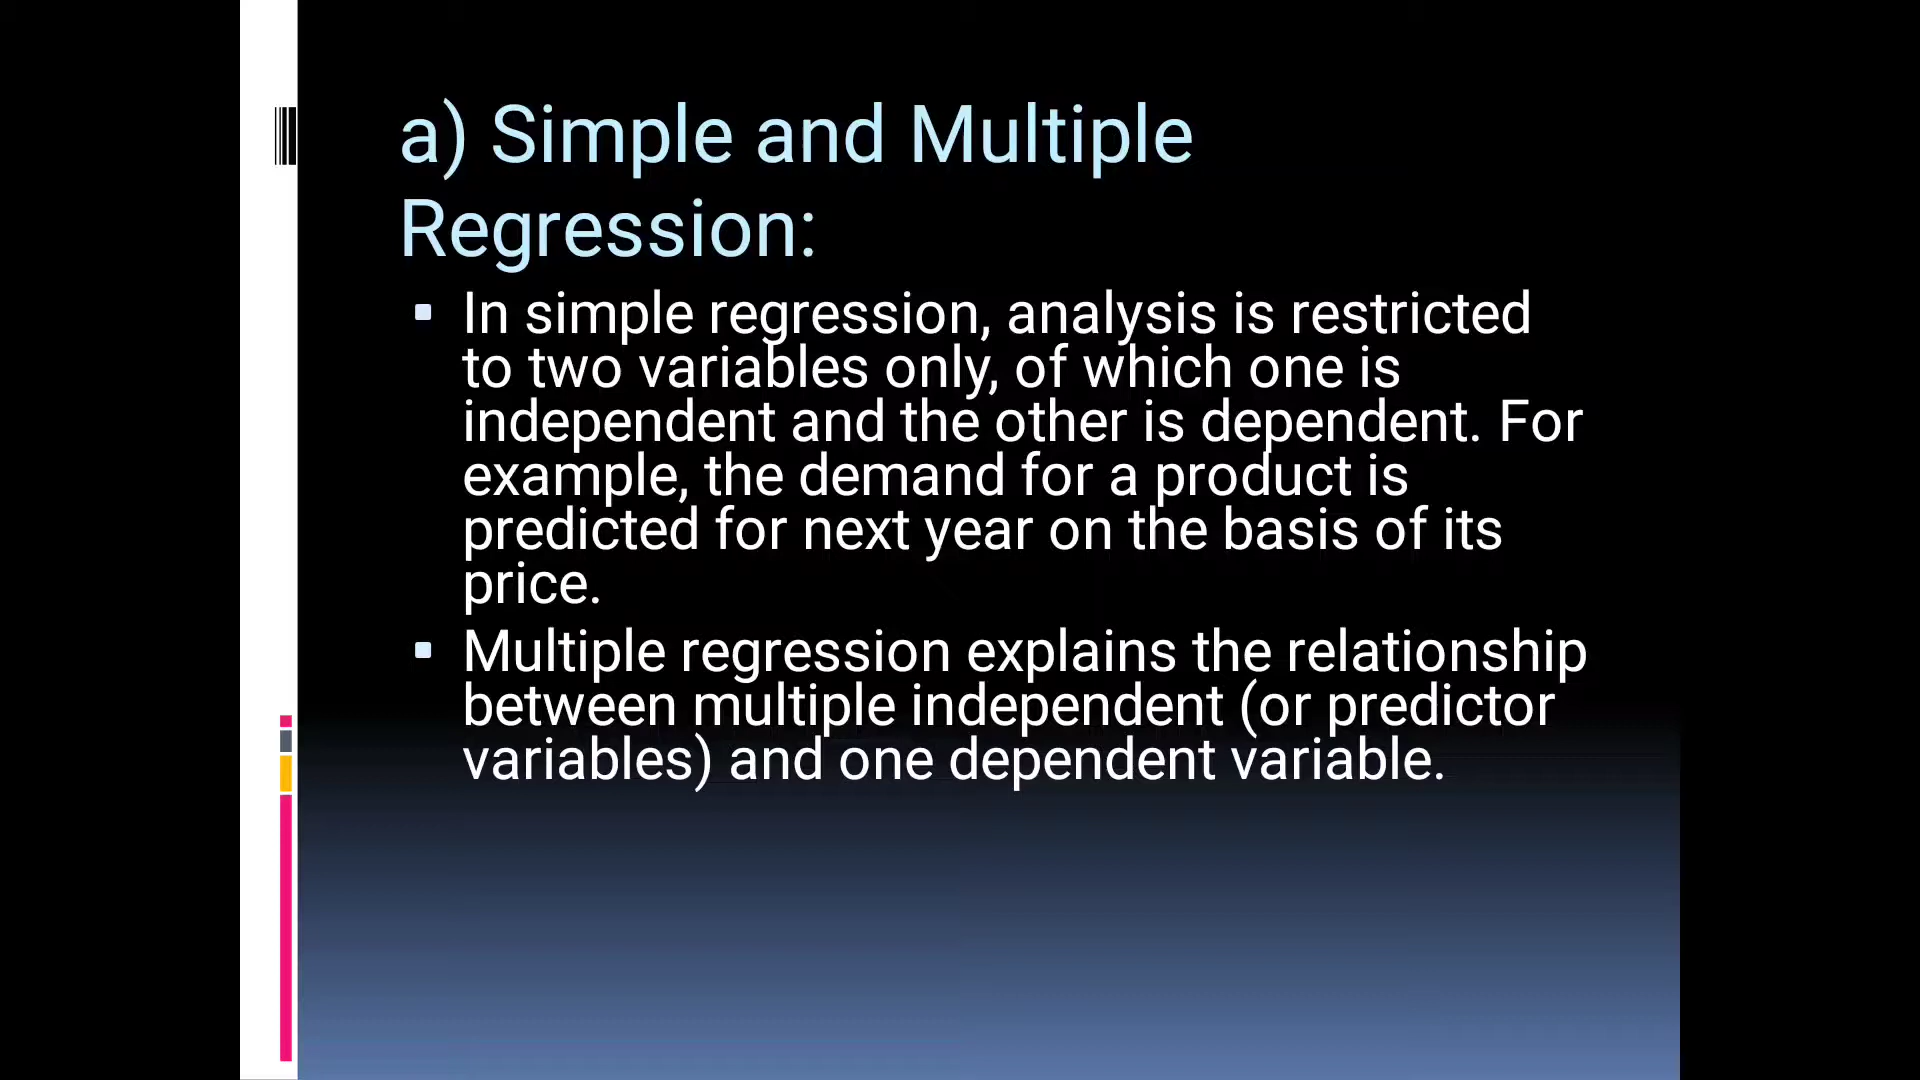 a) Simple and Multiple
Regression:
▪ In simple regression, analysis is restricted
to two variables only, of which one is
independent and the other is dependent. For
example, the demand for a product is
predicted for next year on the basis of its
price.
▪ Multiple regression explains the relationship
between multiple independent (or predictor
variables) and one dependent variable.